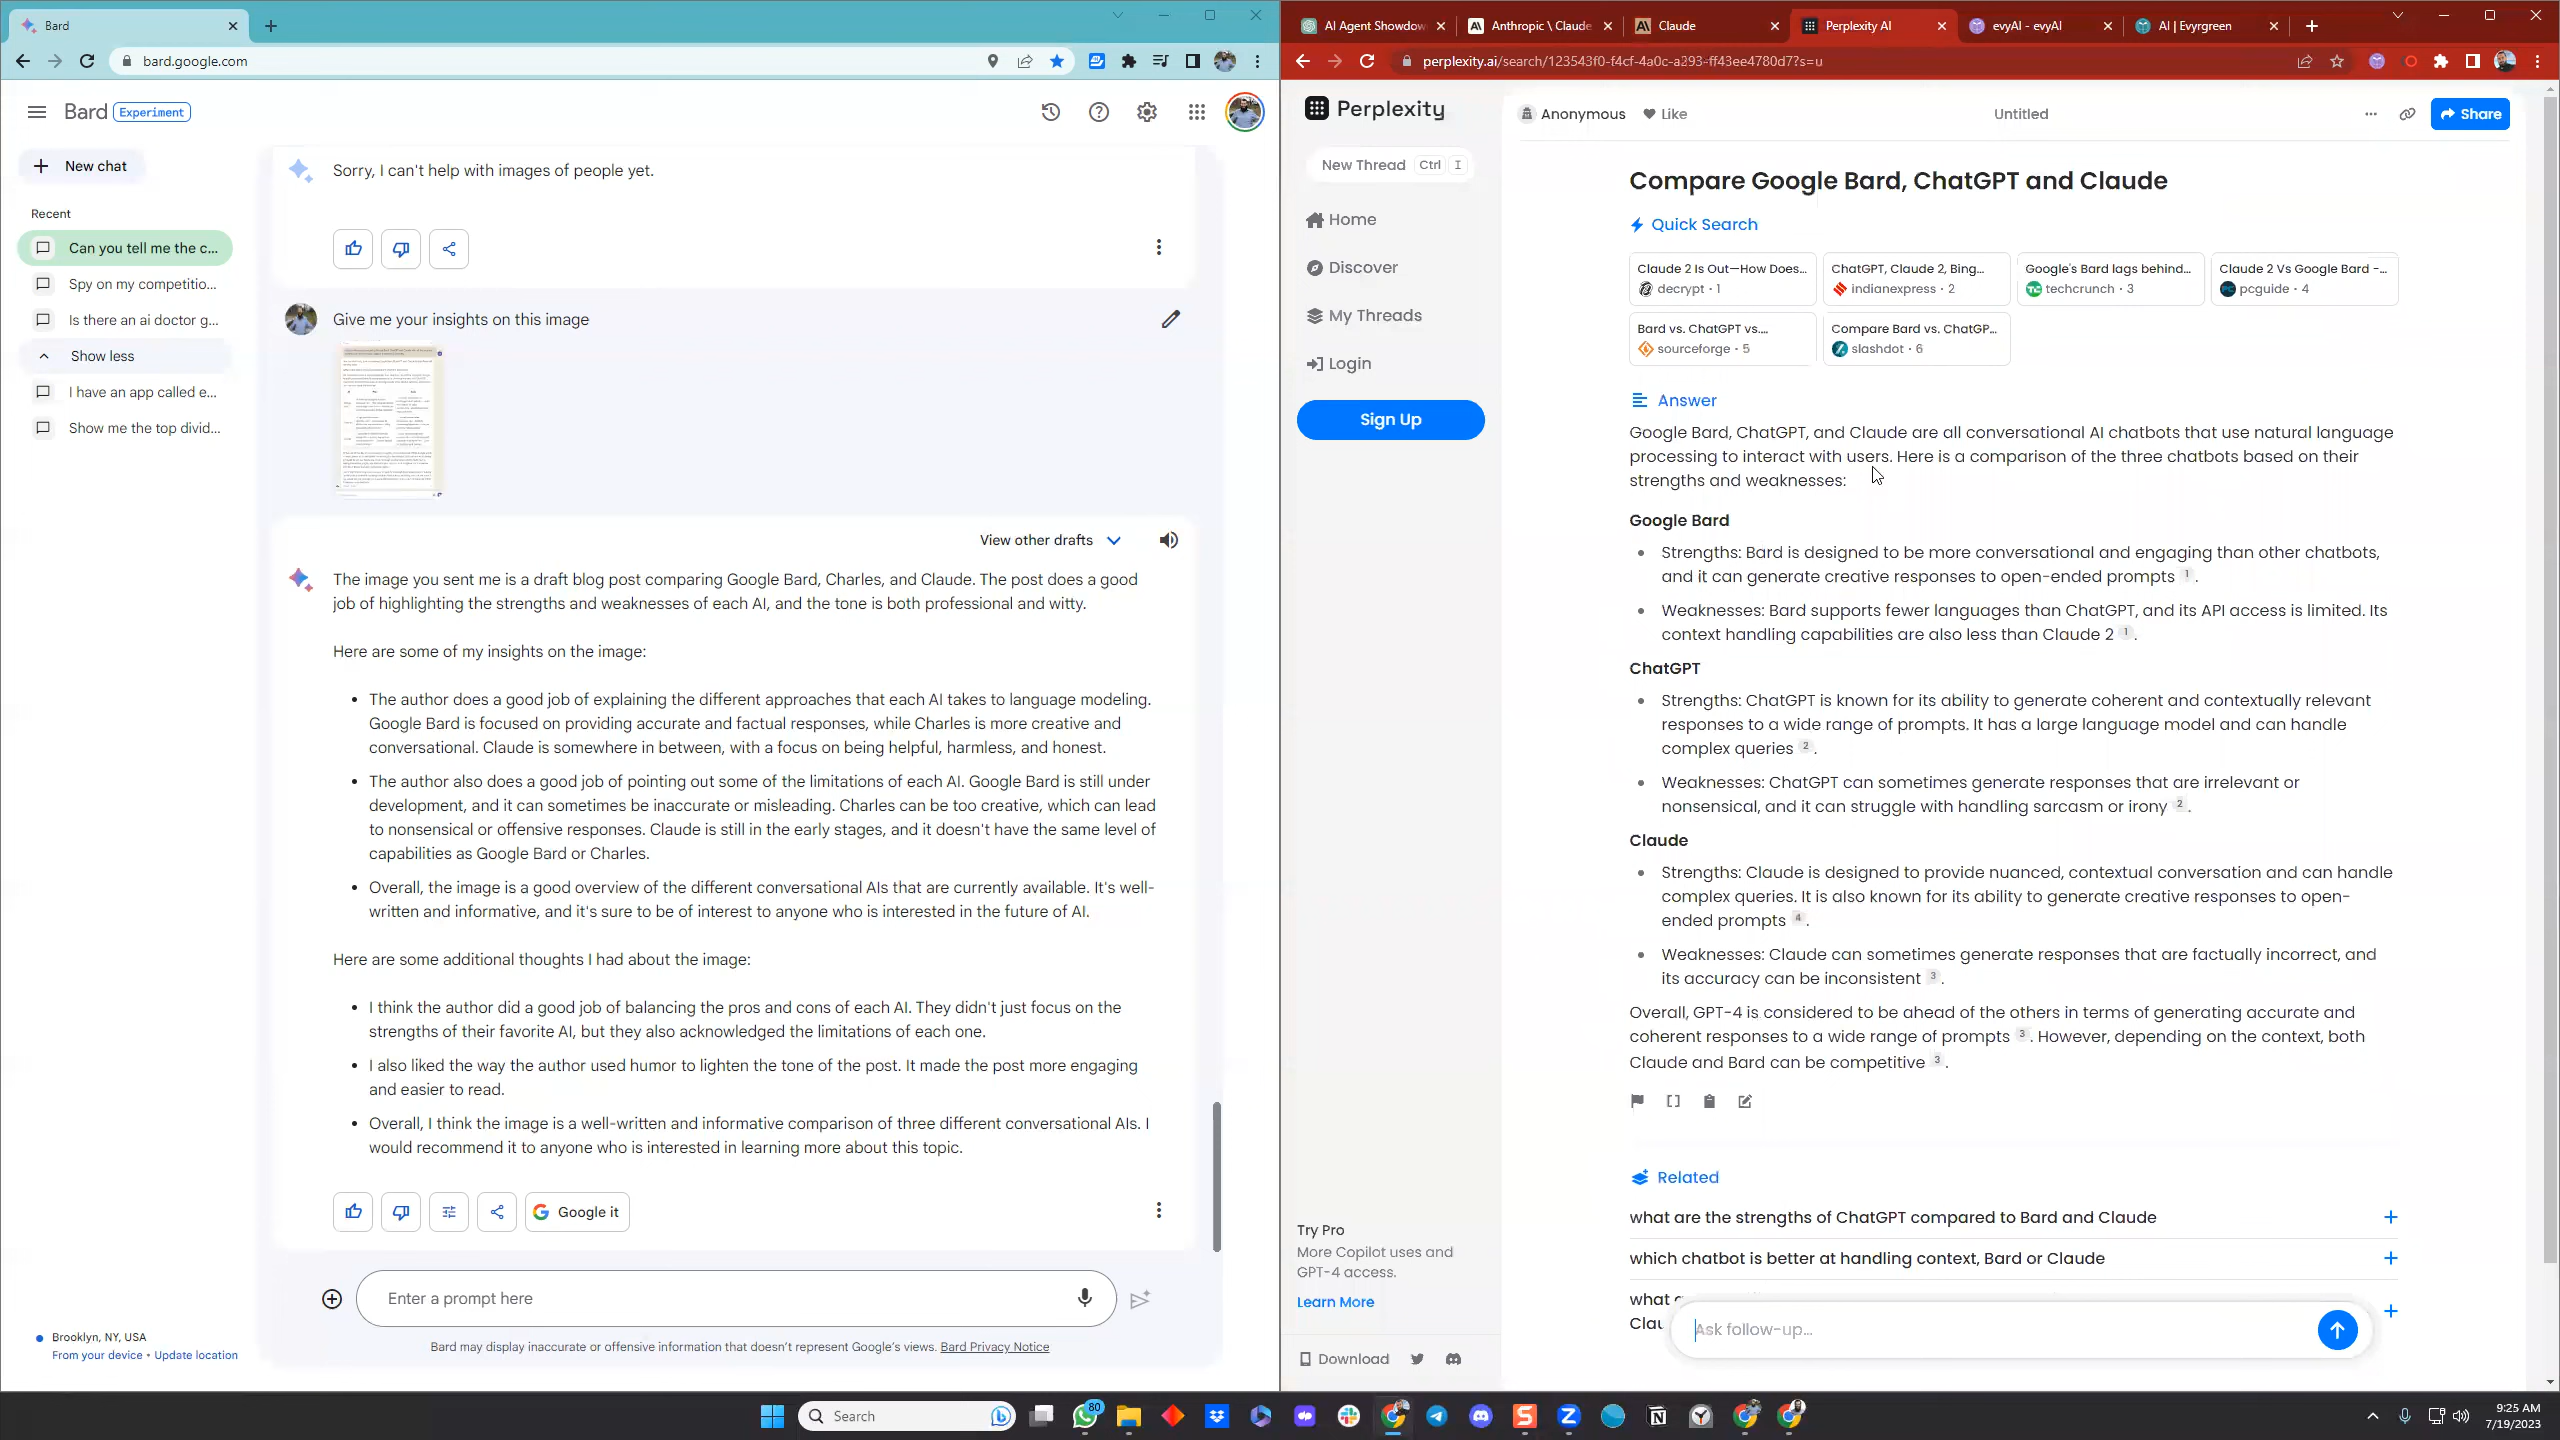 Bard
bard.google.com
Bard Experiment
New chat
Recent
Can you tell me the c...
Spy on my competitio...
Is there an ai doctor g...
Show less
I have an app called e...
Show me the top divid...
Brooklyn, NY, USA
From your device • Update location
Sorry, I can't help with images of people yet.
Give me your insights on this image
View other drafts
The image you sent me is a draft blog post comparing Google Bard, Charles, and Claude. The post does a good
job of highlighting the strengths and weaknesses of each AI, and the tone is both professional and witty.
Here are some of my insights on the image:
• The author does a good job of explaining the different approaches that each AI takes to language modeling.
Google Bard is focused on providing accurate and factual responses, while Charles is more creative and
conversational. Claude is somewhere in between, with a focus on being helpful, harmless, and honest.
• The author also does a good job of pointing out some of the limitations of each AI. Google Bard is still under
development, and it can sometimes be inaccurate or misleading. Charles can be too creative, which can lead
to nonsensical or offensive responses. Claude is still in the early stages, and it doesn't have the same level of
capabilities as Google Bard or Charles.
• Overall, the image is a good overview of the different conversational AIs that are currently available. It's well-
written and informative, and it's sure to be of interest to anyone who is interested in the future of AI.
Here are some additional thoughts I had about the image:
• I think the author did a good job of balancing the pros and cons of each AI. They didn't just focus on the
strengths of their favorite AI, but they also acknowledged the limitations of each one.
• I also liked the way the author used humor to lighten the tone of the post. It made the post more engaging
and easier to read.
• Overall, I think the image is a well-written and informative comparison of three different conversational AIs. I
would recommend it to anyone who is interested in learning more about this topic.
Google it
Enter a prompt here
Bard may display inaccurate or offensive information that doesn't represent Google's views. Bard Privacy Notice
AI Agent Showdow
Anthropic \ Claude
Claude
Perplexity AI
evyAI - evyAI
AI | Evyrgreen
perplexity.ai/search/123543f0-f4cf-4a0c-a293-ff43ee4780d7?s=u
Perplexity
New Thread Ctrl I
Home
Discover
My Threads
Login
Sign Up
Try Pro
More Copilot uses and
GPT-4 access.
Learn More
Download
Anonymous Like Untitled Share
Compare Google Bard, ChatGPT and Claude
Quick Search
Claude 2 Is Out—How Does...
decrypt • 1
ChatGPT, Claude 2, Bing...
indianexpress • 2
Google's Bard lags behind...
techcrunch • 3
Claude 2 Vs Google Bard -...
pcguide • 4
Bard vs. ChatGPT vs....
sourceforge • 5
Compare Bard vs. ChatGP...
slashdot • 6
Answer
Google Bard, ChatGPT, and Claude are all conversational AI chatbots that use natural language
processing to interact with users. Here is a comparison of the three chatbots based on their
strengths and weaknesses:
Google Bard
• Strengths: Bard is designed to be more conversational and engaging than other chatbots,
and it can generate creative responses to open-ended prompts 1.
• Weaknesses: Bard supports fewer languages than ChatGPT, and its API access is limited. Its
context handling capabilities are also less than Claude 2 1.
ChatGPT
• Strengths: ChatGPT is known for its ability to generate coherent and contextually relevant
responses to a wide range of prompts. It has a large language model and can handle
complex queries 2.
• Weaknesses: ChatGPT can sometimes generate responses that are irrelevant or
nonsensical, and it can struggle with handling sarcasm or irony 2.
Claude
• Strengths: Claude is designed to provide nuanced, contextual conversation and can handle
complex queries. It is also known for its ability to generate creative responses to open-
ended prompts 4.
• Weaknesses: Claude can sometimes generate responses that are factually incorrect, and
its accuracy can be inconsistent 3.
Overall, GPT-4 is considered to be ahead of the others in terms of generating accurate and
coherent responses to a wide range of prompts 3. However, depending on the context, both
Claude and Bard can be competitive 3.
Related
what are the strengths of ChatGPT compared to Bard and Claude
which chatbot is better at handling context, Bard or Claude
what
Ask follow-up...
Search
80
9:25 AM
7/19/2023